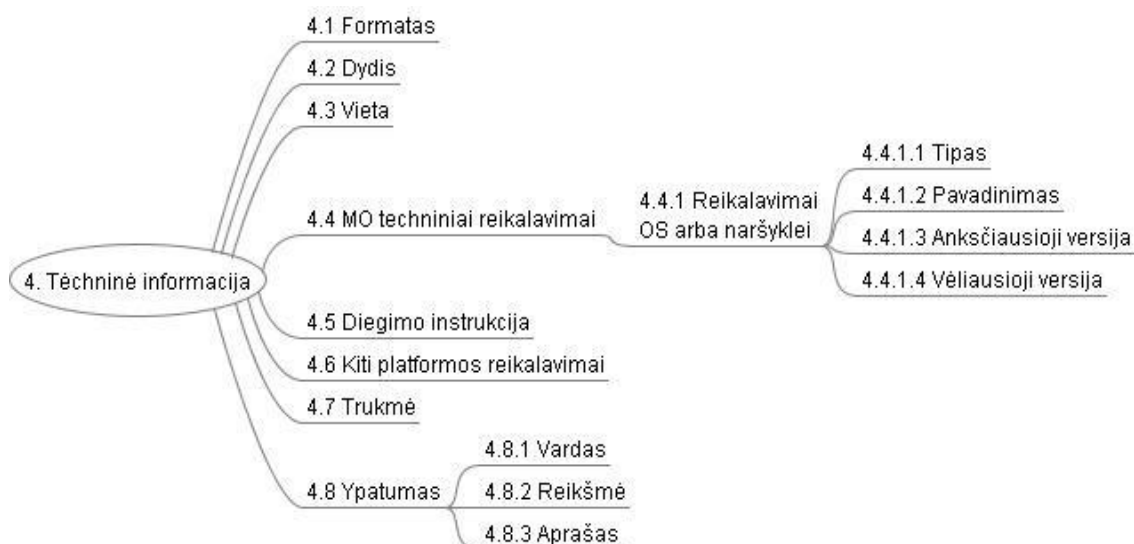 4. Tėchninė informacija
4.1 Formatas
4.2 Dydis
4.3 Vieta
4.4 MO techniniai reikalavimai
4.4.1 Reikalavimai
OS arba naršyklei
4.4.1.1 Tipas
4.4.1.2 Pavadinimas
4.4.1.3 Anksčiausioji versija
4.4.1.4 Vėliausioji versija
4.5 Diegimo instrukcija
4.6 Kiti platformos reikalavimai
4.7 Trukmė
4.8 Ypatumas
4.8.1 Vardas
4.8.2 Reikšmė
4.8.3 Aprašas